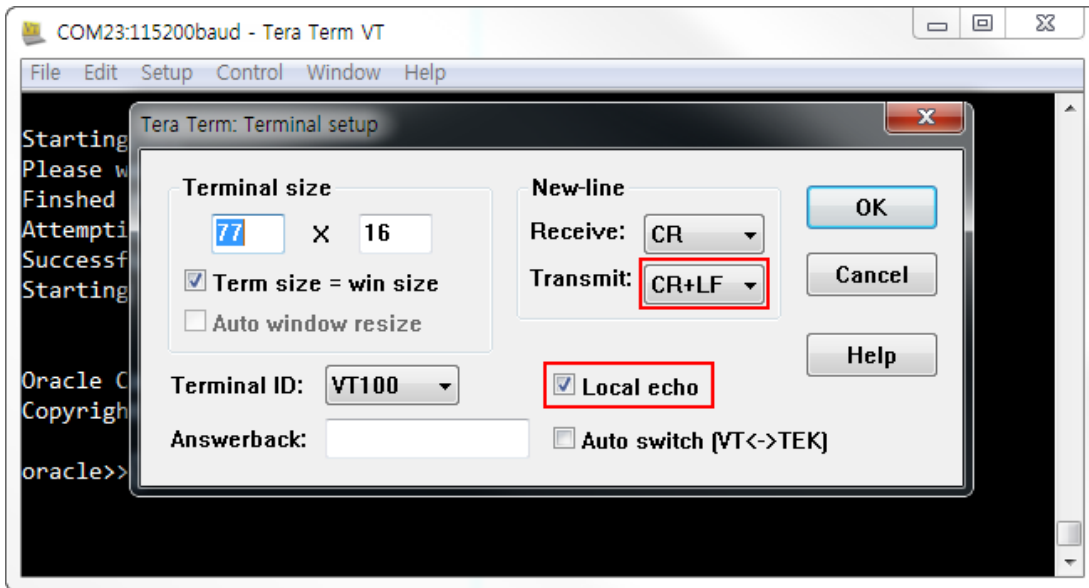 COM23:115200baud - Tera Term VT
File Edit Setup Control Window Help
Tera Term: Terminal setup
Starting
Please w
Finshed
Attempti
Successf
Starting
Oracle C
Copyrigh
oracle>>
Terminal size
77 X 16
Term size = win size
Auto window resize
New-line
Receive: CR
Transmit: CR+LF
OK
Cancel
Help
Terminal ID: VT100
Local echo
Answerback:
Auto switch (VT<->TEK)